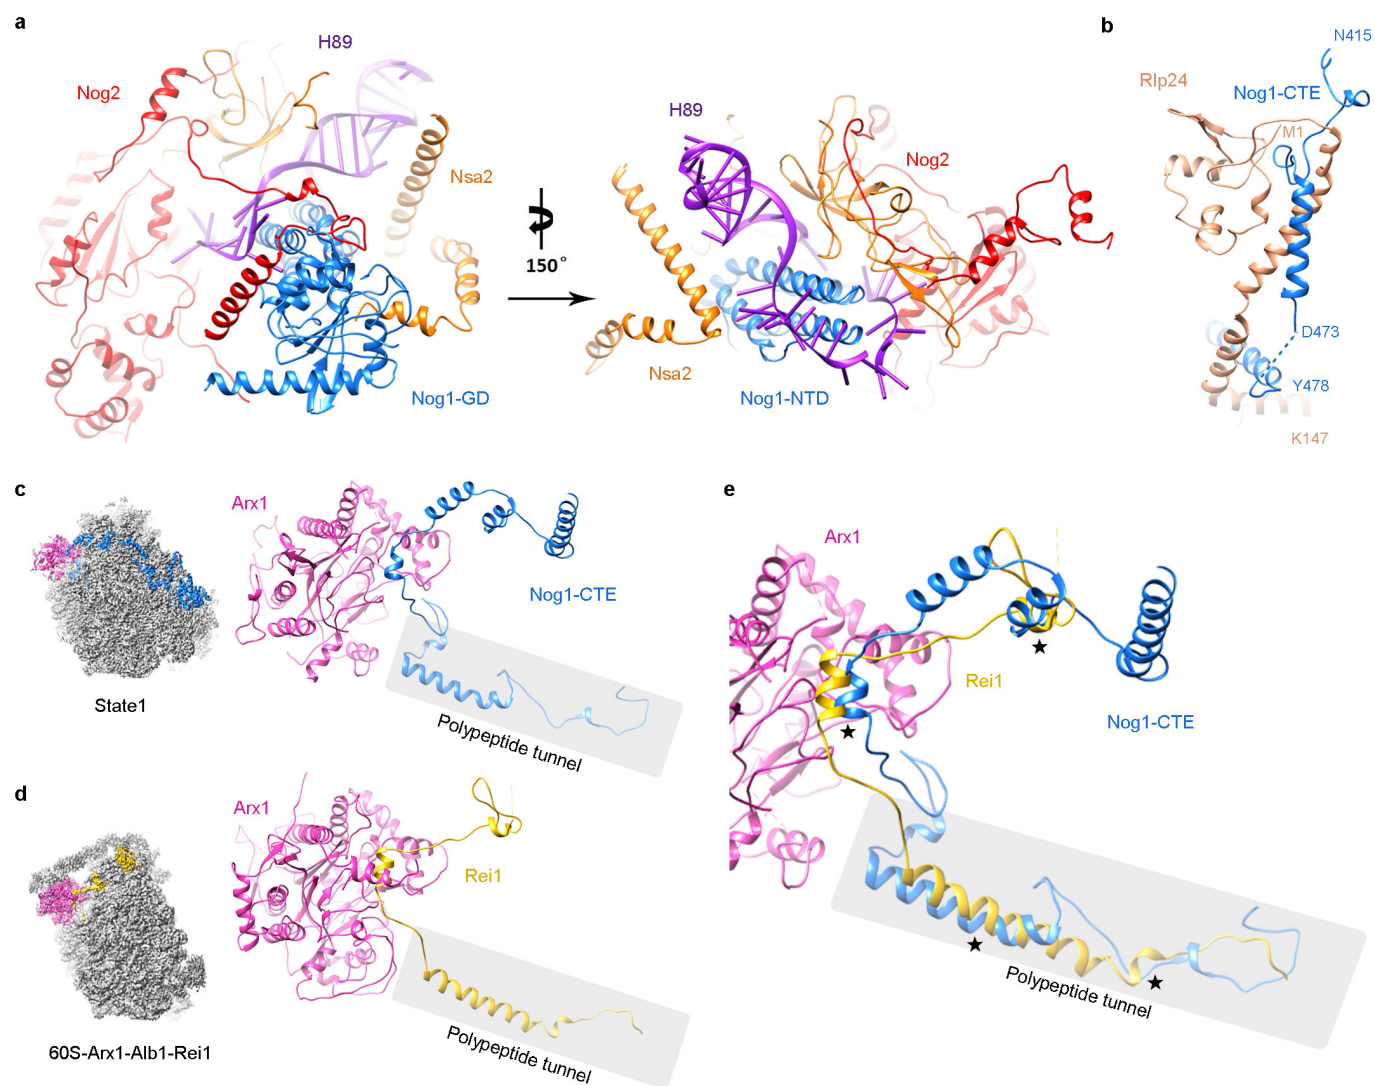 a
H89
Nog2
Nsa2
Nog1-GD
150°
H89
Nog2
Nsa2
Nog1-NTD
b
N415
Rlp24
Nog1-CTE
M1
D473
Y478
K147
c
Arx1
Nog1-CTE
State1
Polypeptide tunnel
d
Arx1
Rei1
60S-Arx1-Alb1-Rei1
Polypeptide tunnel
e
Arx1
Rei1
Nog1-CTE
Polypeptide tunnel